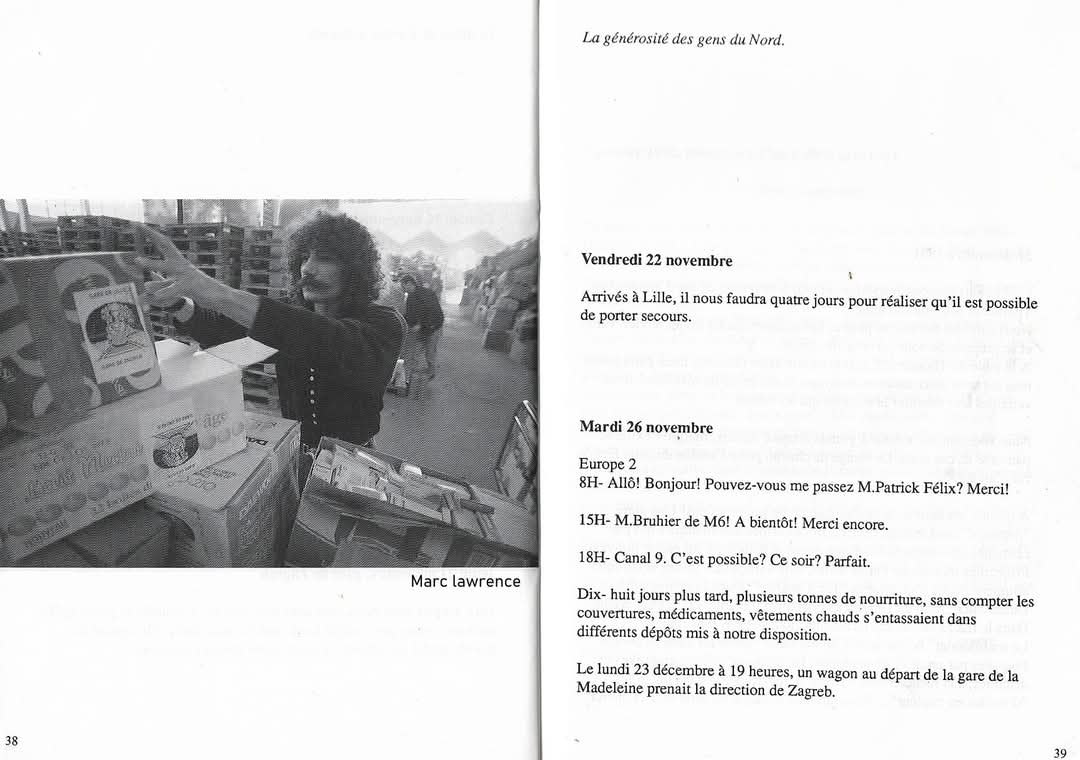 GARE DE ZAGREB
Marc lawrence
38
La générosité des gens du Nord.
Vendredi 22 novembre
Arrivés à Lille, il nous faudra quatre jours pour réaliser qu'il est possible
de porter secours.
Mardi 26 novembre
Europe 2
8H- Allô! Bonjour! Pouvez-vous me passez M.Patrick Félix? Merci!
15H- M.Bruhier de M6! A bientôt! Merci encore.
18H- Canal 9. C'est possible? Ce soir? Parfait.
Dix- huit jours plus tard, plusieurs tonnes de nourriture, sans compter les
couvertures, médicaments, vêtements chauds s'entassaient dans
différents dépôts mis à notre disposition.
Le lundi 23 décembre à 19 heures, un wagon au départ de la gare de la
Madeleine prenait la direction de Zagreb.
39